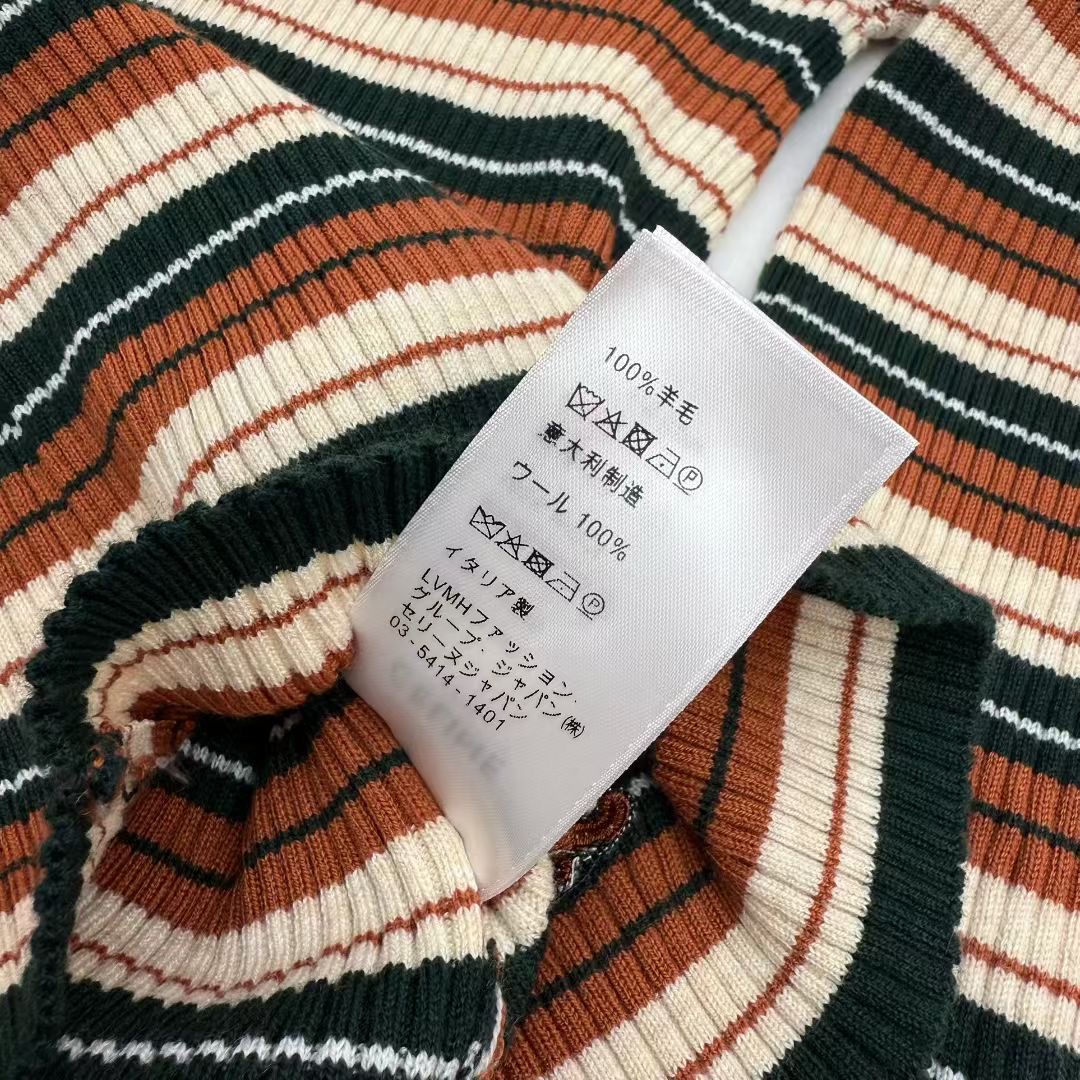 100%羊毛
P
意大利制造
ウール 100%
P
イタリア製
LVMHファッション.
グループ・ジャパン(株)
セリーヌジャパン
03-5414-1401